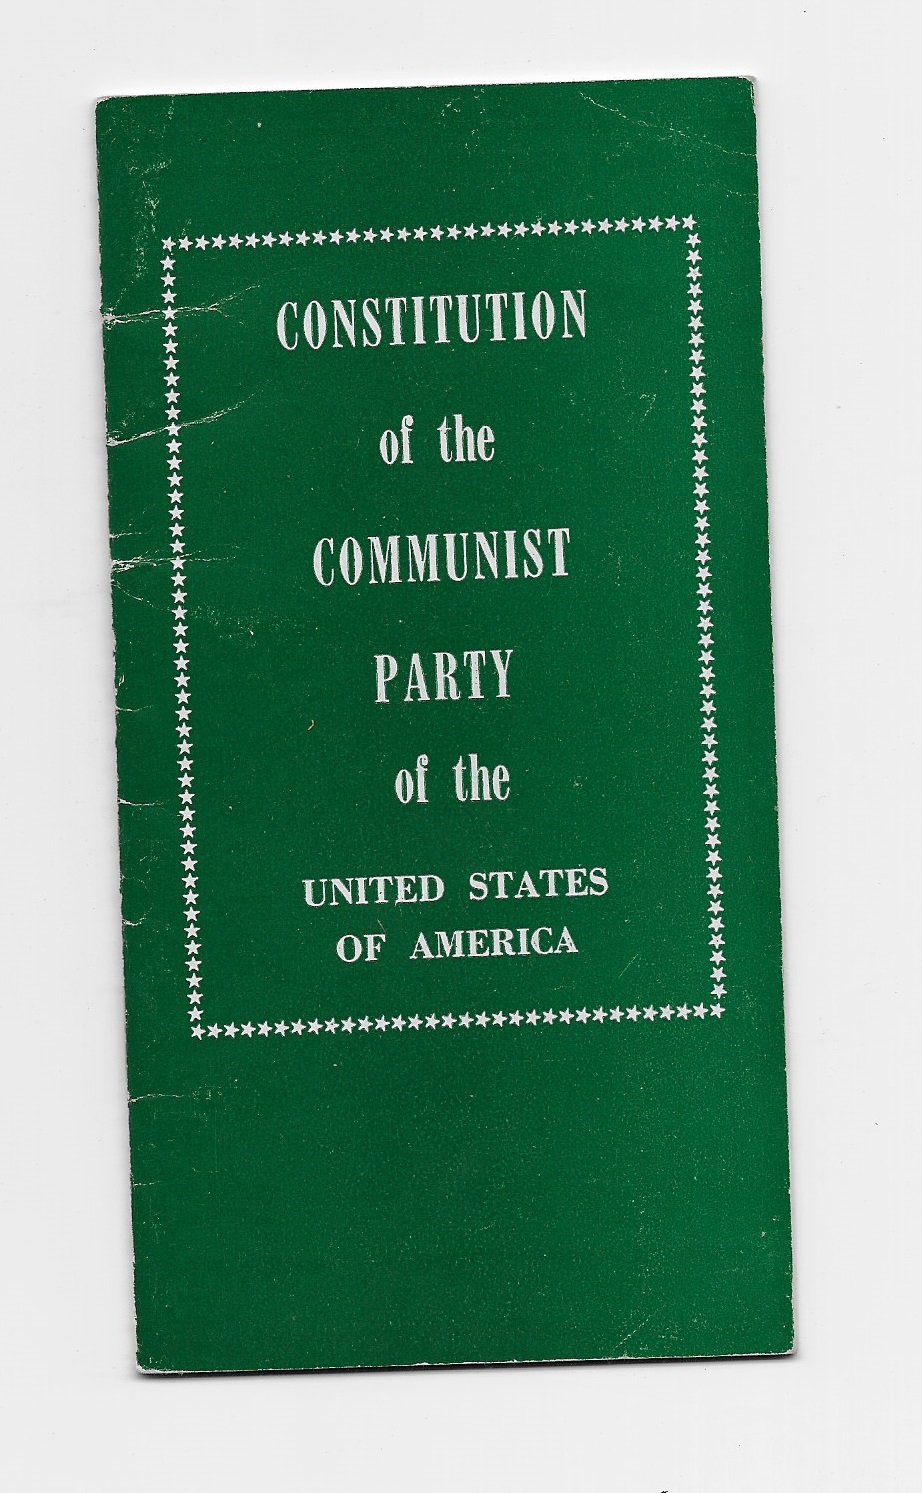 CONSTITUTION
of the
COMMUNIST
PARTY
of the
UNITED STATES
OF AMERICA